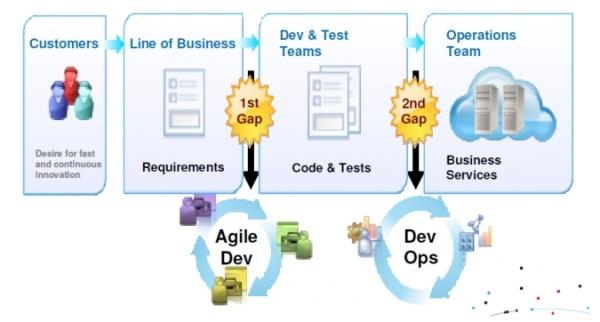 Customers
Desire for fast
and continuous
innovation
Line of Business
Requirements
1st
Gap
Dev & Test
Teams
Code & Tests
2nd
Gap
Operations
Team
Business
Services
Agile
Dev
Dev
Ops